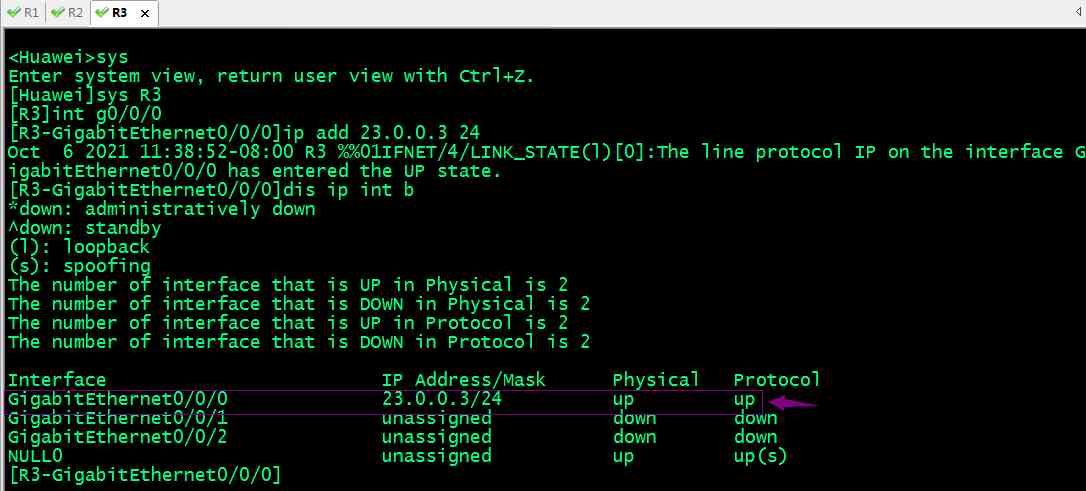 R1 R2 R3
<Huawei>sys
Enter system view, return user view with Ctrl+Z.
[Huawei]sys R3
[R3]int g0/0/0
[R3-GigabitEthernet0/0/0]ip add 23.0.0.3 24
Oct  6 2021 11:38:52-08:00 R3 %%01IFNET/4/LINK_STATE(l)[0]:The line protocol IP on the interface G
igabitEthernet0/0/0 has entered the UP state.
[R3-GigabitEthernet0/0/0]dis ip int b
*down: administratively down
^down: standby
(l): loopback
(s): spoofing
The number of interface that is UP in Physical is 2
The number of interface that is DOWN in Physical is 2
The number of interface that is UP in Protocol is 2
The number of interface that is DOWN in Protocol is 2
Interface                         IP Address/Mask      Physical   Protocol
GigabitEthernet0/0/0              23.0.0.3/24          up         up
GigabitEthernet0/0/1              unassigned           down       down
GigabitEthernet0/0/2              unassigned           down       down
NULL0                             unassigned           up         up(s)
[R3-GigabitEthernet0/0/0]